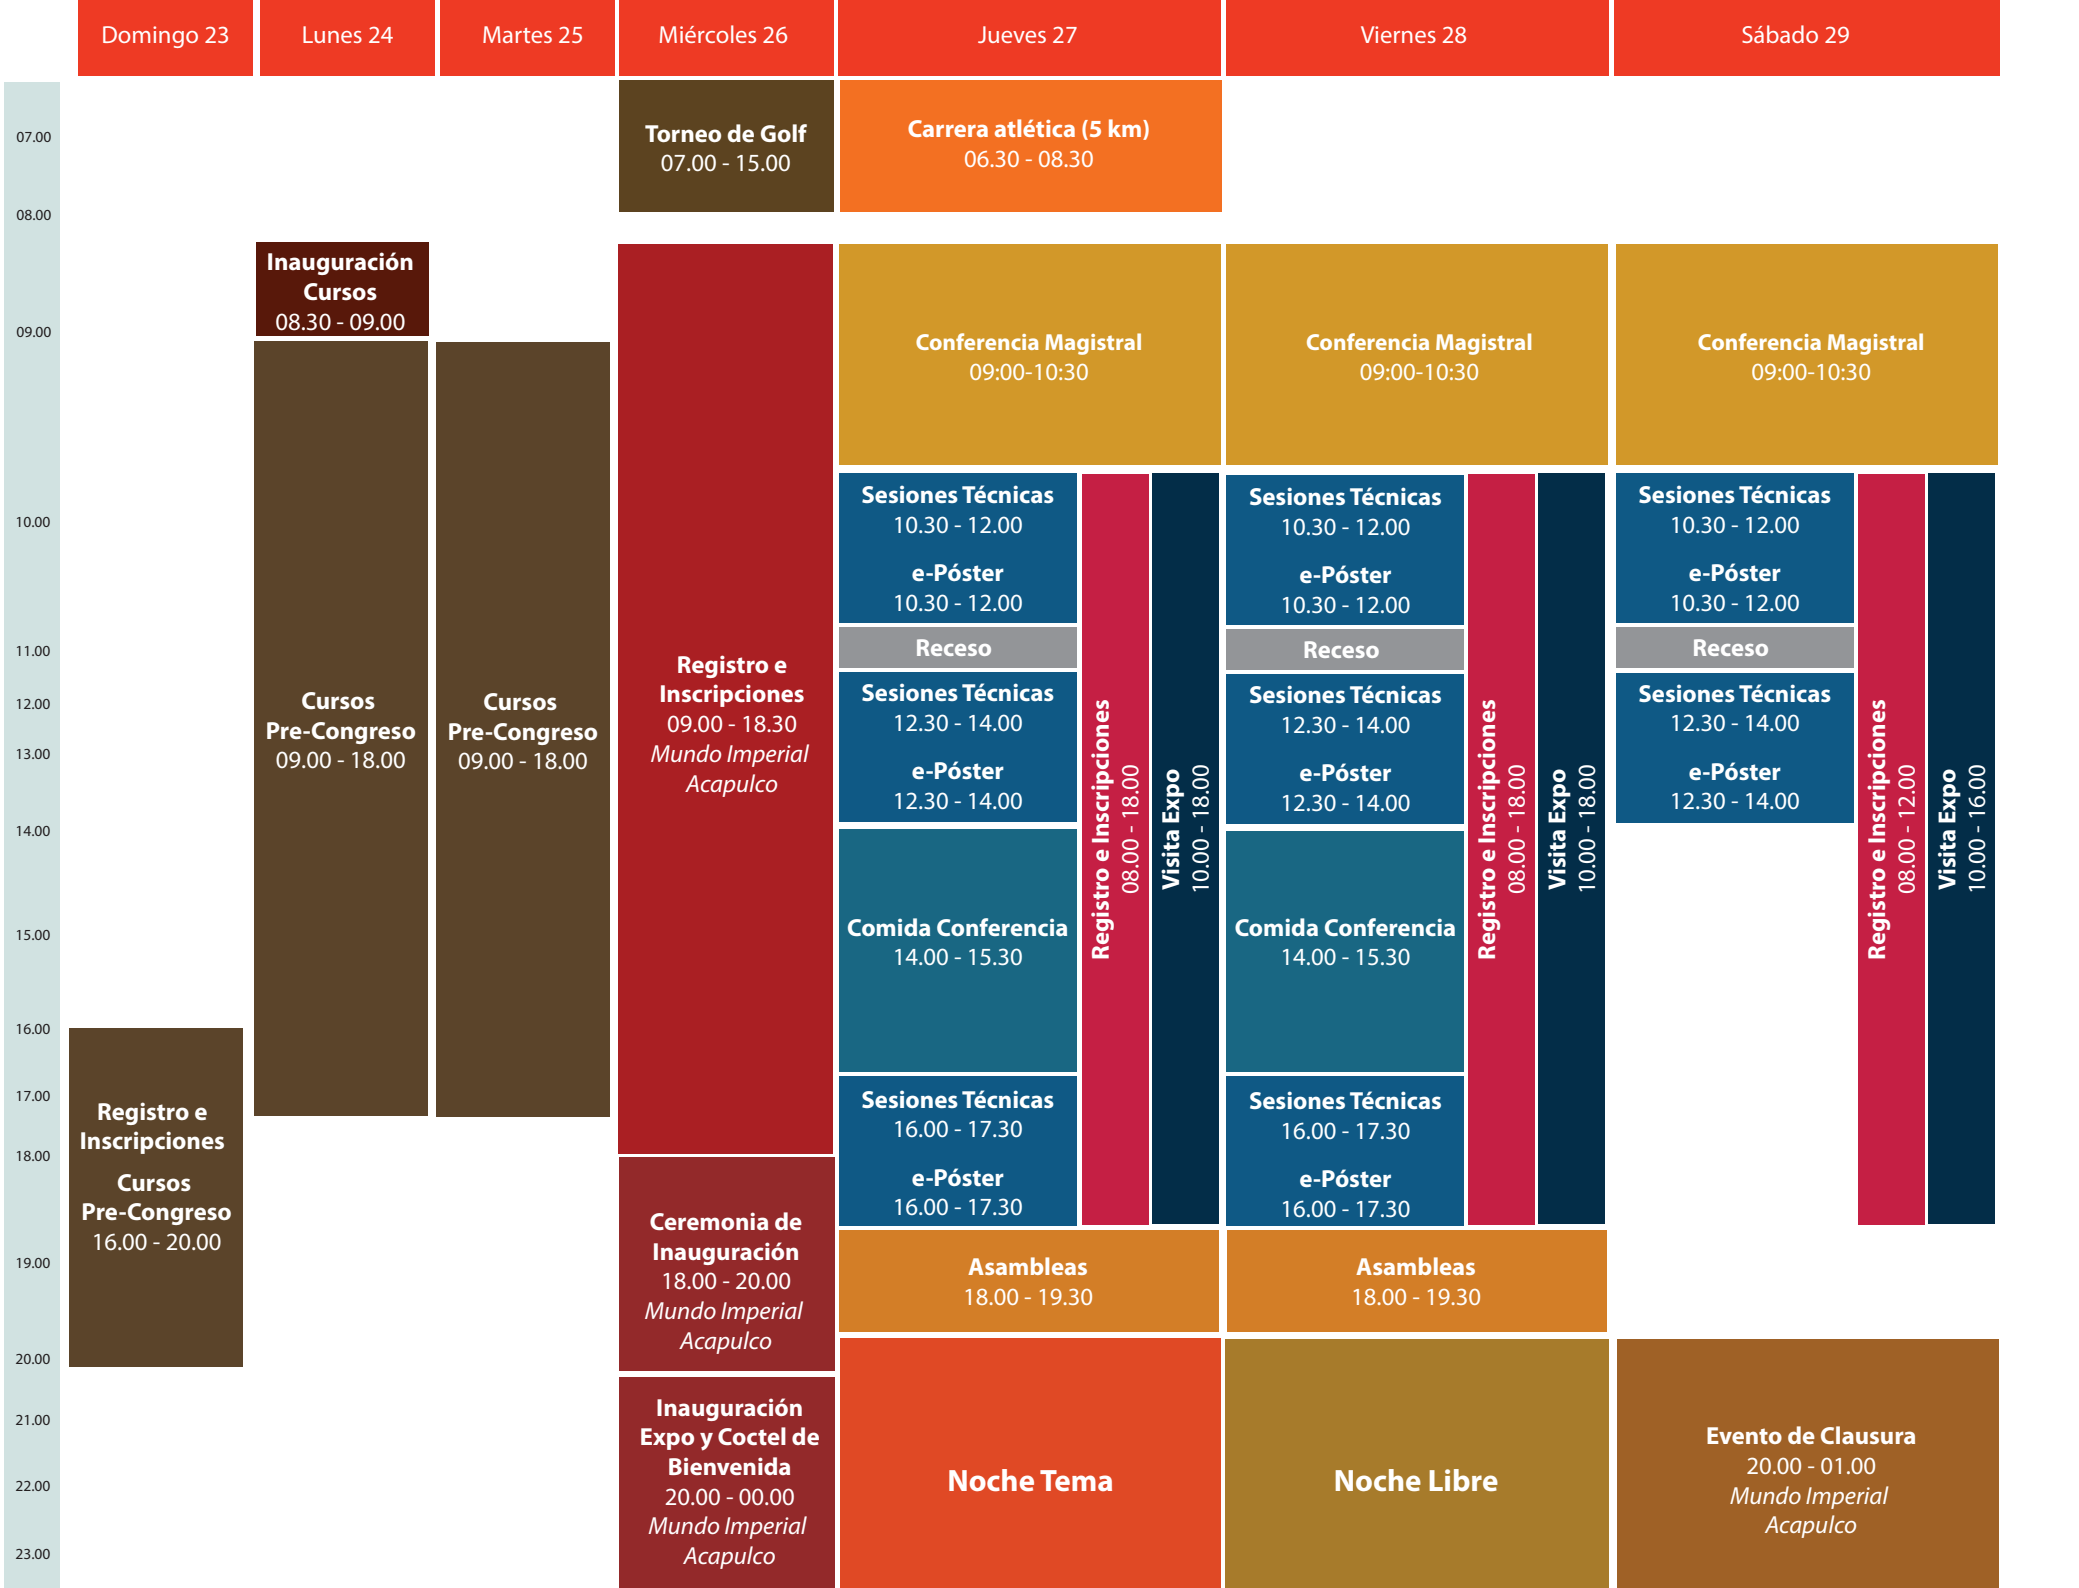 Domingo 23
Lunes 24
Martes 25
Miércoles 26
Jueves 27
Viernes 28
Sábado 29
07.00
08.00
09.00
10.00
11.00
12.00
13.00
14.00
15.00
16.00
17.00
18.00
19.00
20.00
21.00
22.00
23.00
Registro e
Inscripciones
Cursos
Pre-Congreso
16.00 - 20.00
Inauguración
Cursos
08.30 - 09.00
Cursos
Pre-Congreso
09.00 - 18.00
Cursos
Pre-Congreso
09.00 - 18.00
Torneo de Golf
07.00 - 15.00
Registro e
Inscripciones
09.00 - 18.30
Mundo Imperial
Acapulco
Ceremonia de
Inauguración
18.00 - 20.00
Mundo Imperial
Acapulco
Inauguración
Expo y Coctel de
Bienvenida
20.00 - 00.00
Mundo Imperial
Acapulco
Carrera atlética (5 km)
06.30 - 08.30
Conferencia Magistral
09:00-10:30
Sesiones Técnicas
10.30 - 12.00
e-Póster
10.30 - 12.00
Receso
Sesiones Técnicas
12.30 - 14.00
e-Póster
12.30 - 14.00
Comida Conferencia
14.00 - 15.30
Sesiones Técnicas
16.00 - 17.30
e-Póster
16.00 - 17.30
Registro e Inscripciones
08.00 - 18.00
Visita Expo
10.00 - 18.00
Asambleas
18.00 - 19.30
Noche Tema
Conferencia Magistral
09:00-10:30
Sesiones Técnicas
10.30 - 12.00
e-Póster
10.30 - 12.00
Receso
Sesiones Técnicas
12.30 - 14.00
e-Póster
12.30 - 14.00
Comida Conferencia
14.00 - 15.30
Sesiones Técnicas
16.00 - 17.30
e-Póster
16.00 - 17.30
Registro e Inscripciones
08.00 - 18.00
Visita Expo
10.00 - 18.00
Asambleas
18.00 - 19.30
Noche Libre
Conferencia Magistral
09:00-10:30
Sesiones Técnicas
10.30 - 12.00
e-Póster
10.30 - 12.00
Receso
Sesiones Técnicas
12.30 - 14.00
e-Póster
12.30 - 14.00
Registro e Inscripciones
08.00 - 12.00
Visita Expo
10.00 - 16.00
Evento de Clausura
20.00 - 01.00
Mundo Imperial
Acapulco